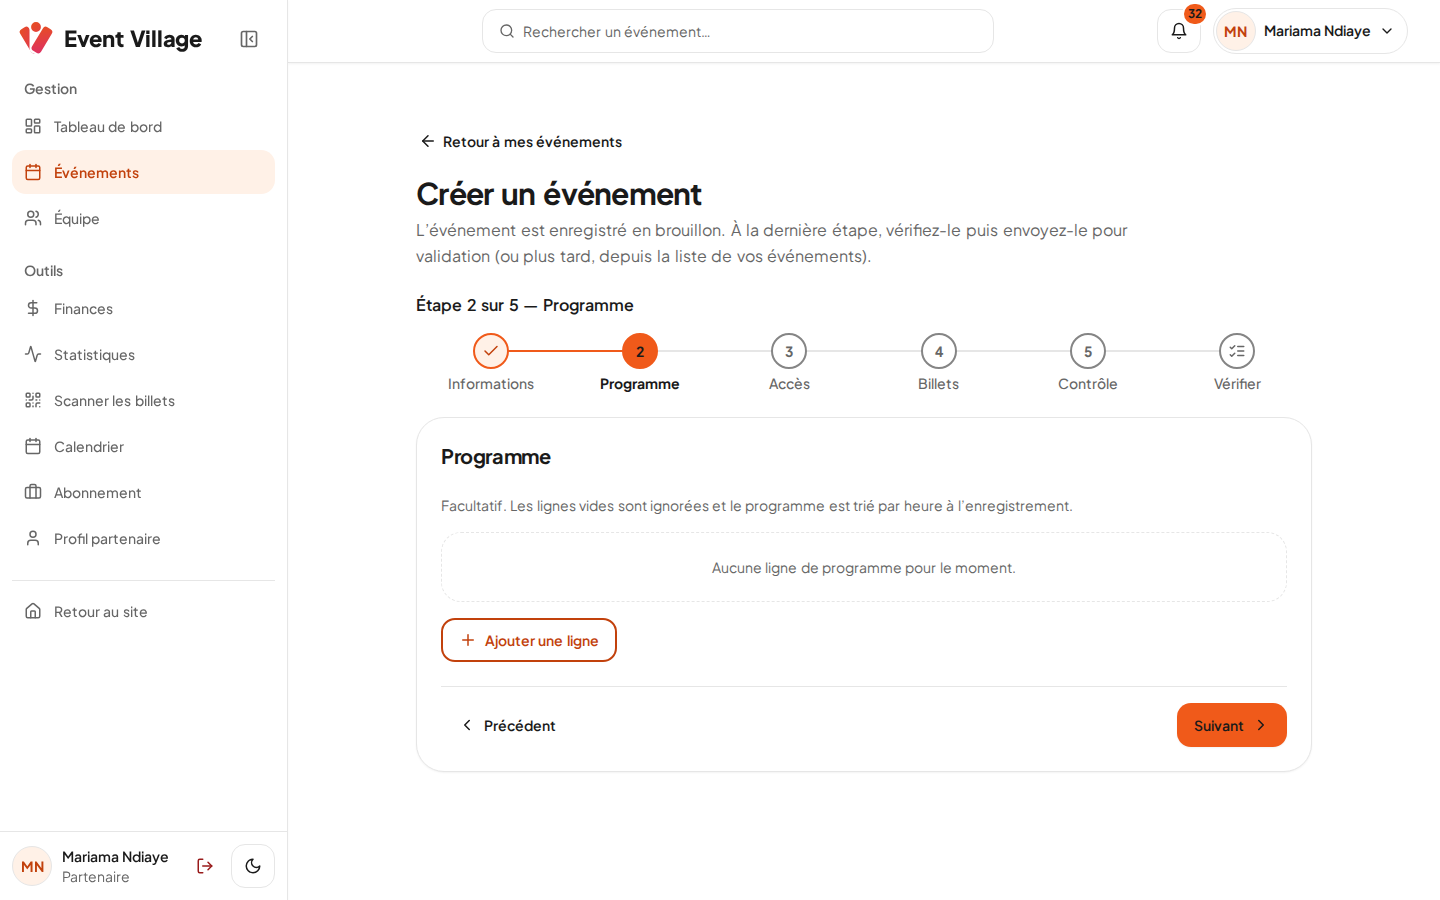 Event Village
Gestion
Tableau de bord
Événements
Équipe
Outils
Finances
Statistiques
Scanner les billets
Calendrier
Abonnement
Profil partenaire
Retour au site
MN
Mariama Ndiaye
Partenaire
Rechercher un événement...
32
MN
Mariama Ndiaye
Retour à mes événements
Créer un événement
L’événement est enregistré en brouillon. À la dernière étape, vérifiez-le puis envoyez-le pour
validation (ou plus tard, depuis la liste de vos événements).
Étape 2 sur 5 — Programme
2
3
4
5
Informations
Programme
Accès
Billets
Contrôle
Vérifier
Programme
Facultatif. Les lignes vides sont ignorées et le programme est trié par heure à l’enregistrement.
Aucune ligne de programme pour le moment.
Ajouter une ligne
Précédent
Suivant